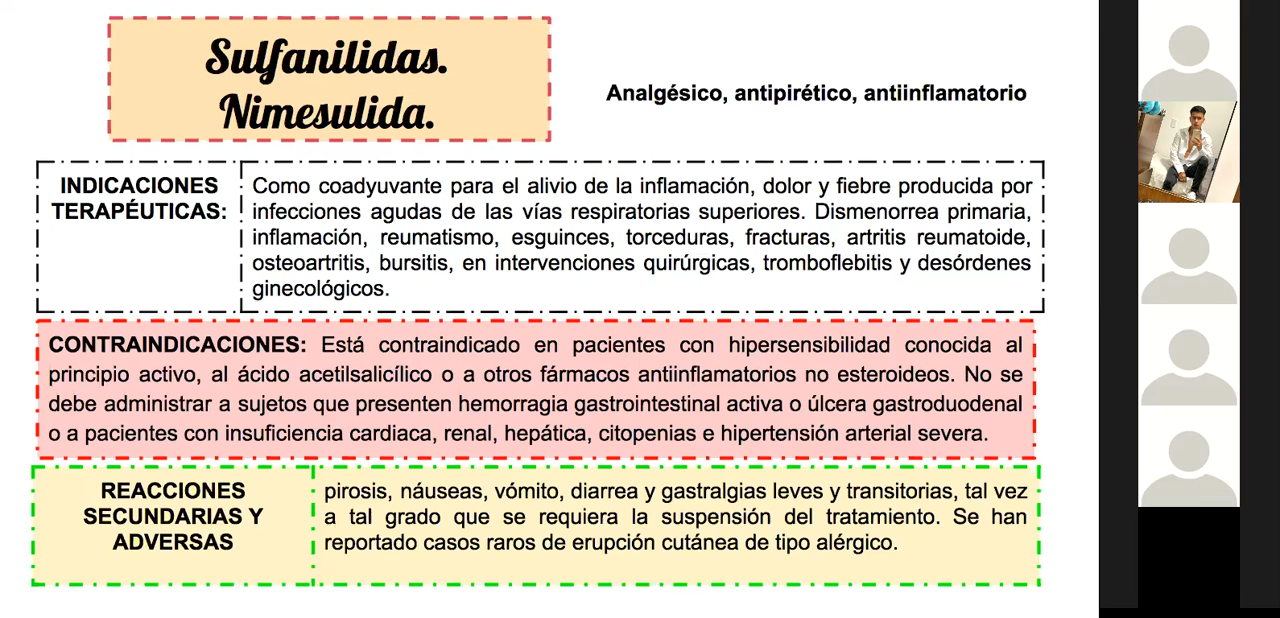 Sulfanilidas.
Nimesulida.
Analgésico, antipirético, antiinflamatorio
INDICACIONES
TERAPÉUTICAS:
Como coadyuvante para el alivio de la inflamación, dolor y fiebre producida por
infecciones agudas de las vías respiratorias superiores. Dismenorrea primaria,
inflamación, reumatismo, esguinces, torceduras, fracturas, artritis reumatoide,
osteoartritis, bursitis, en intervenciones quirúrgicas, tromboflebitis y desórdenes
ginecológicos.
CONTRAINDICACIONES: Está contraindicado en pacientes con hipersensibilidad conocida al
principio activo, al ácido acetilsalicílico o a otros fármacos antiinflamatorios no esteroideos. No se
debe administrar a sujetos que presenten hemorragia gastrointestinal activa o úlcera gastroduodenal
o a pacientes con insuficiencia cardiaca, renal, hepática, citopenias e hipertensión arterial severa.
REACCIONES
SECUNDARIAS Y
ADVERSAS
pirosis, náuseas, vómito, diarrea y gastralgias leves y transitorias, tal vez
a tal grado que se requiera la suspensión del tratamiento. Se han
reportado casos raros de erupción cutánea de tipo alérgico.